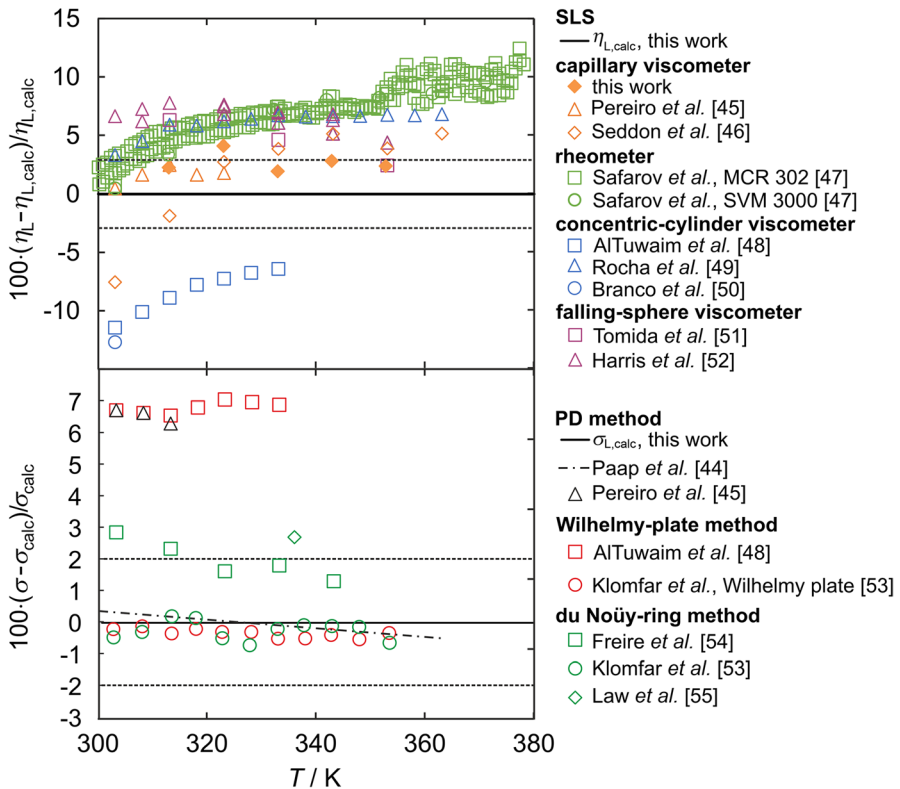 15
10
5
0
-5
-10
100·(ηL–ηL,calc)/ηL,calc
7
6
5
4
3
2
1
0
-1
-2
-3
100·(σ-σcalc)/σcalc
300 320 340 360 380
T / K
SLS
ηL,calc, this work
capillary viscometer
this work
Pereiro et al. [45]
Seddon et al. [46]
rheometer
Safarov et al., MCR 302 [47]
Safarov et al., SVM 3000 [47]
concentric-cylinder viscometer
AlTuwaim et al. [48]
Rocha et al. [49]
Branco et al. [50]
falling-sphere viscometer
Tomida et al. [51]
Harris et al. [52]
PD method
σL,calc, this work
Paap et al. [44]
Pereiro et al. [45]
Wilhelmy-plate method
AlTuwaim et al. [48]
Klomfar et al., Wilhelmy plate [53]
du Noüy-ring method
Freire et al. [54]
Klomfar et al. [53]
Law et al. [55]